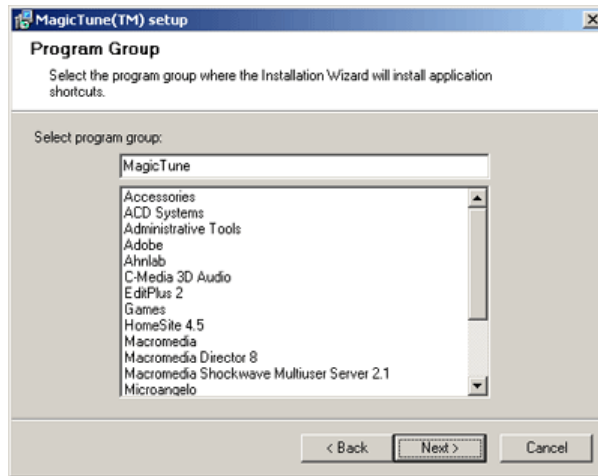 MagicTune(TM) setup
Program Group
Select the program group where the Installation Wizard will install application
shortcuts.
Select program group:
MagicTune
Accessories
ACD Systems
Administrative Tools
Adobe
Ahnlab
C-Media 3D Audio
EditPlus 2
Games
HomeSite 4.5
Macromedia
Macromedia Director 8
Macromedia Shockwave Multiuser Server 2.1
Microangelo
< Back Next > Cancel